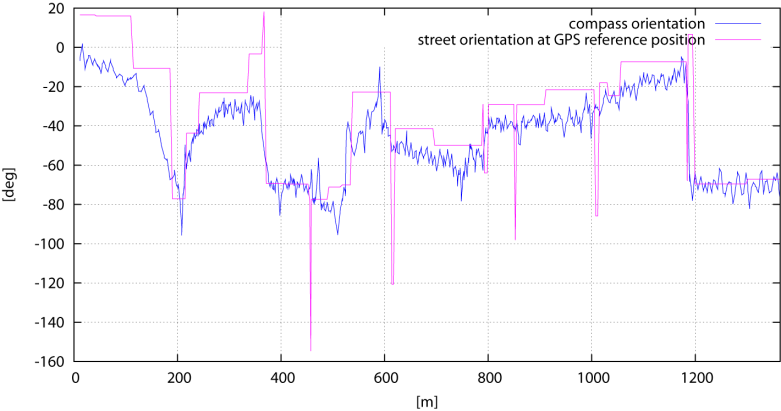 compass orientation
street orientation at GPS reference position
20
0
-20
-40
-60
-80
-100
-120
-140
-160
[deg]
0 200 400 600 800 1000 1200
[m]